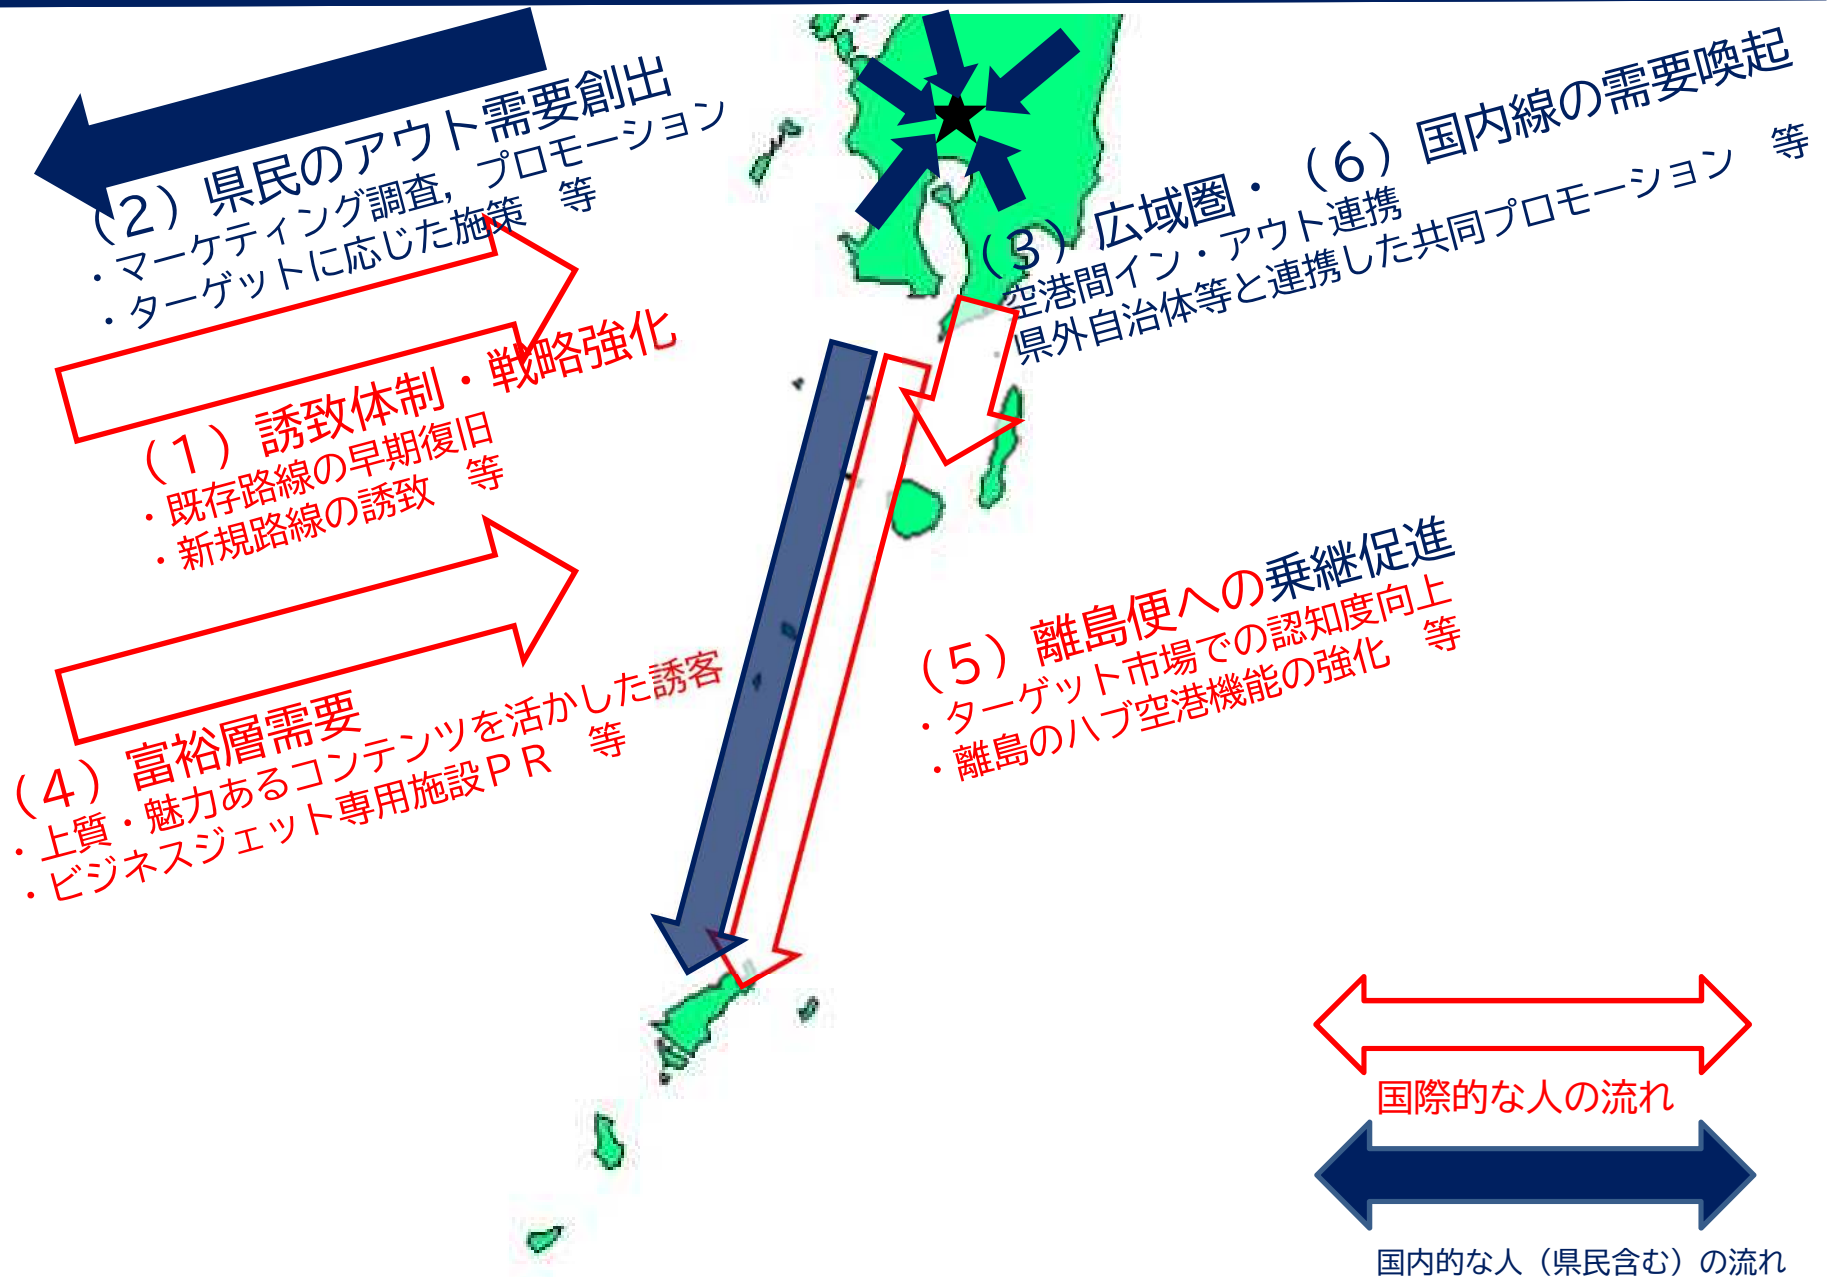 （2）県民のアウト需要創出
・マーケティング調査，プロモーション
・ターゲットに応じた施策　等
（1）誘致体制・戦略強化
・既存路線の早期復旧
・新規路線の誘致　等
（4）富裕層需要
・上質・魅力あるコンテンツを活かした誘客
・ビジネスジェット専用施設ＰＲ　等
（3）広域圏・（6）国内線の需要喚起
空港間イン・アウト連携
県外自治体等と連携した共同プロモーション　等
（5）離島便への乗継促進
・ターゲット市場での認知度向上
・離島のハブ空港機能の強化　等
国際的な人の流れ
国内的な人（県民含む）の流れ